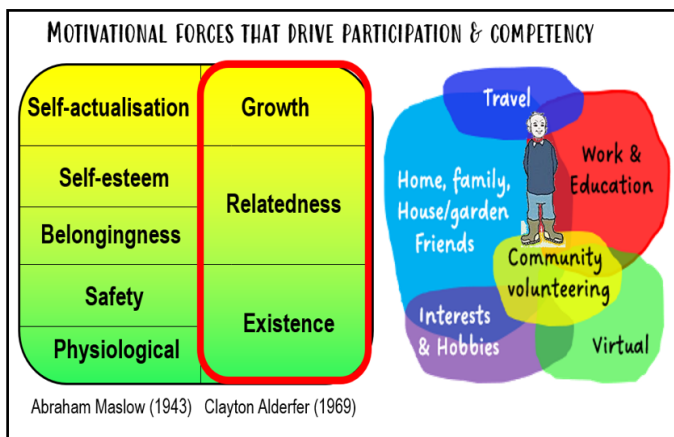 MOTIVATIONAL FORCES THAT DRIVE PARTICIPATION & COMPETENCY
Self-actualisation
Growth
Self-esteem
Relatedness
Belongingness
Safety
Existence
Physiological
Abraham Maslow (1943)
Clayton Alderfer (1969)
Travel
Work &
Education
Home, family,
House/garden
Friends
Community
volunteering
Interests
& Hobbies
Virtual